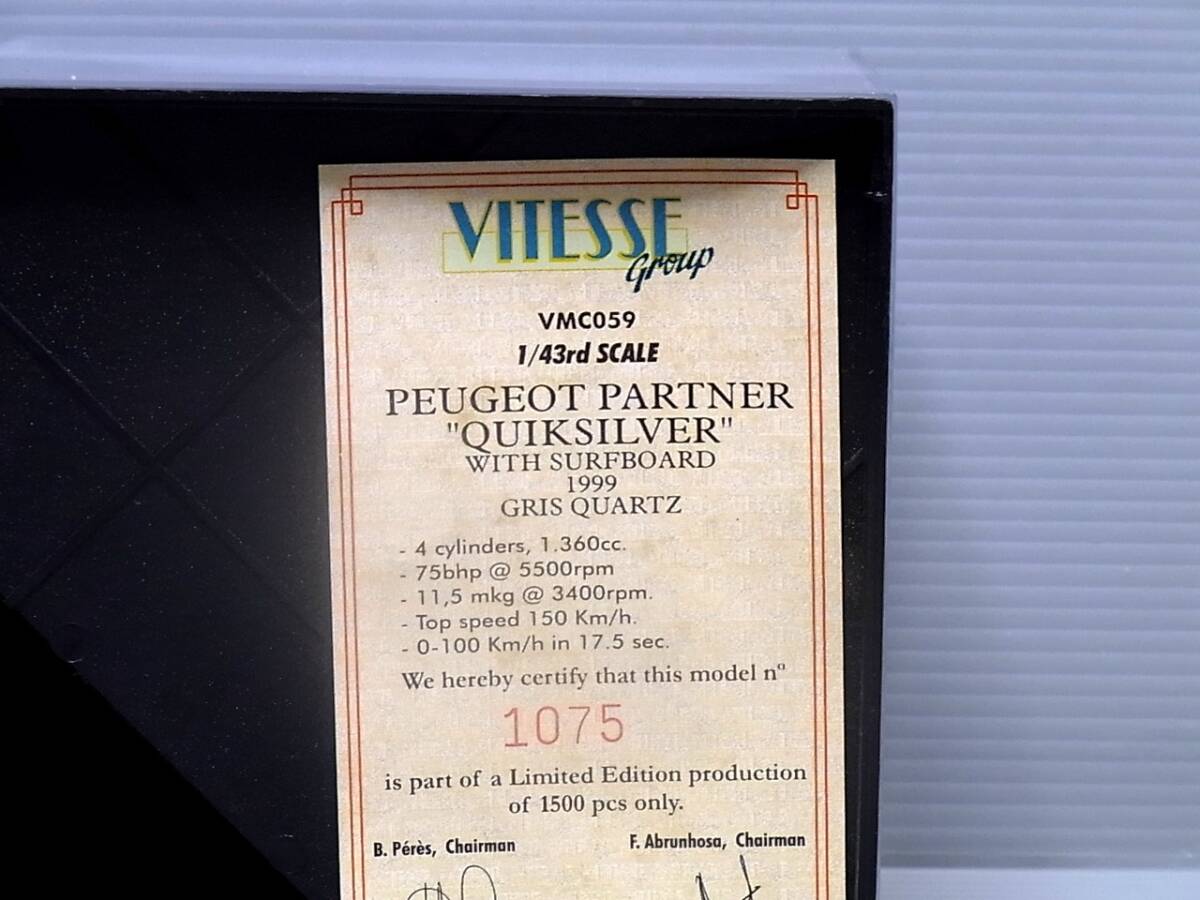 VITESSE
Group
VMC059
1/43rd SCALE
PEUGEOT PARTNER
"QUIKSILVER"
WITH SURFBOARD
1999
GRIS QUARTZ
- 4 cylinders, 1.360cc.
- 75bhp @ 5500rpm
- 11,5 mkg @ 3400rpm.
- Top speed 150 Km/h.
- 0-100 Km/h in 17.5 sec.
We hereby certify that this model nº
1075
is part of a Limited Edition production
of 1500 pcs only.
B. Pérès, Chairman F. Abrunhosa, Chairman